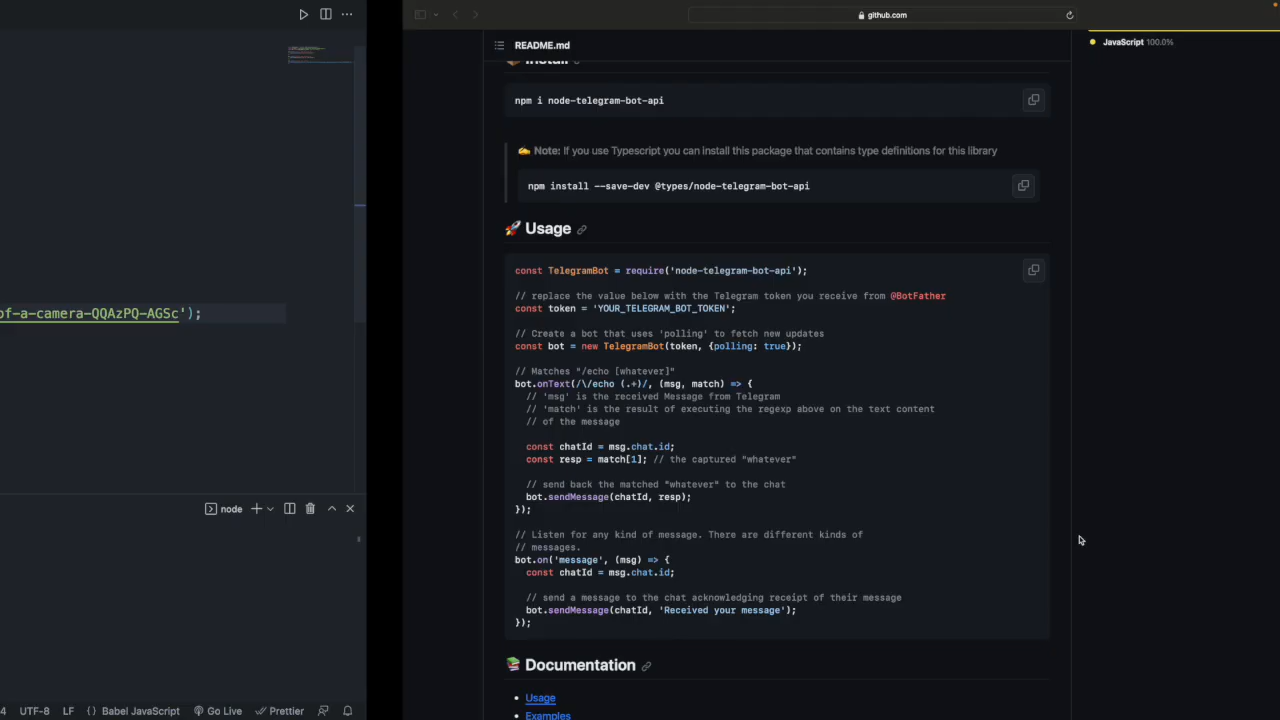 github.com
README.md
JavaScript 100.0%
Install
npm i node-telegram-bot-api
Note: If you use Typescript you can install this package that contains type definitions for this library
npm install --save-dev @types/node-telegram-bot-api
Usage
const TelegramBot = require('node-telegram-bot-api');
// replace the value below with the Telegram token you receive from @BotFather
const token = 'YOUR_TELEGRAM_BOT_TOKEN';
// Create a bot that uses 'polling' to fetch new updates
const bot = new TelegramBot(token, {polling: true});
// Matches "/echo [whatever]"
bot.onText(/\/echo (.+)/, (msg, match) => {
// 'msg' is the received Message from Telegram
// 'match' is the result of executing the regexp above on the text content
// of the message
const chatId = msg.chat.id;
const resp = match[1]; // the captured "whatever"
// send back the matched "whatever" to the chat
bot.sendMessage(chatId, resp);
});
// Listen for any kind of message. There are different kinds of
// messages.
bot.on('message', (msg) => {
const chatId = msg.chat.id;
// send a message to the chat acknowledging receipt of their message
bot.sendMessage(chatId, 'Received your message');
});
Documentation
Usage
Examples
of-a-camera-QQAzPQ-AGSc');
node
4 UTF-8 LF {} Babel JavaScript Go Live Prettier